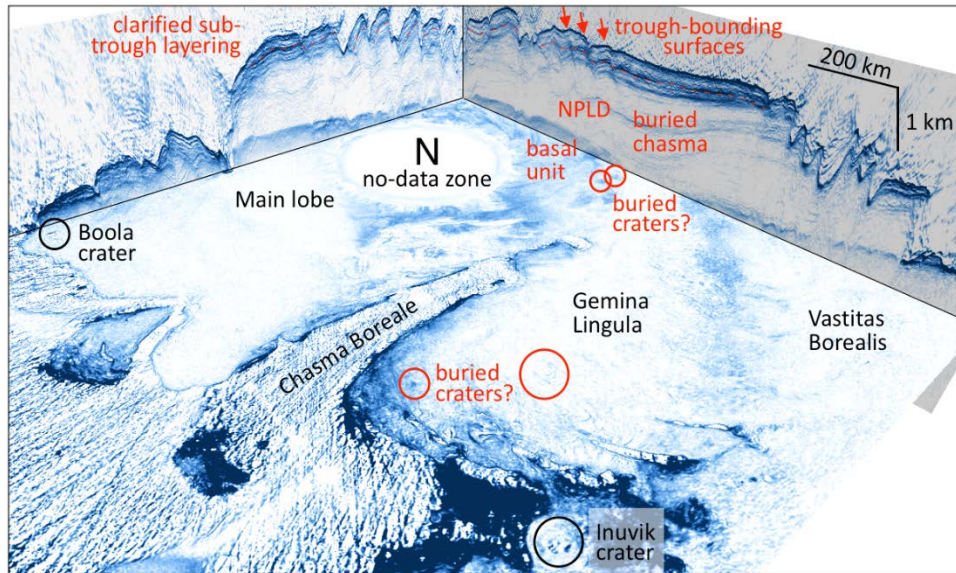 clarified sub-
trough layering
trough-bounding
surfaces
200 km
1 km
NPLD
buried
chasma
basal
unit
N
no-data zone
buried
craters?
Main lobe
Boola
crater
Gemina
Lingula
Vastitas
Borealis
Chasma Boreale
buried
craters?
Inuvik
crater